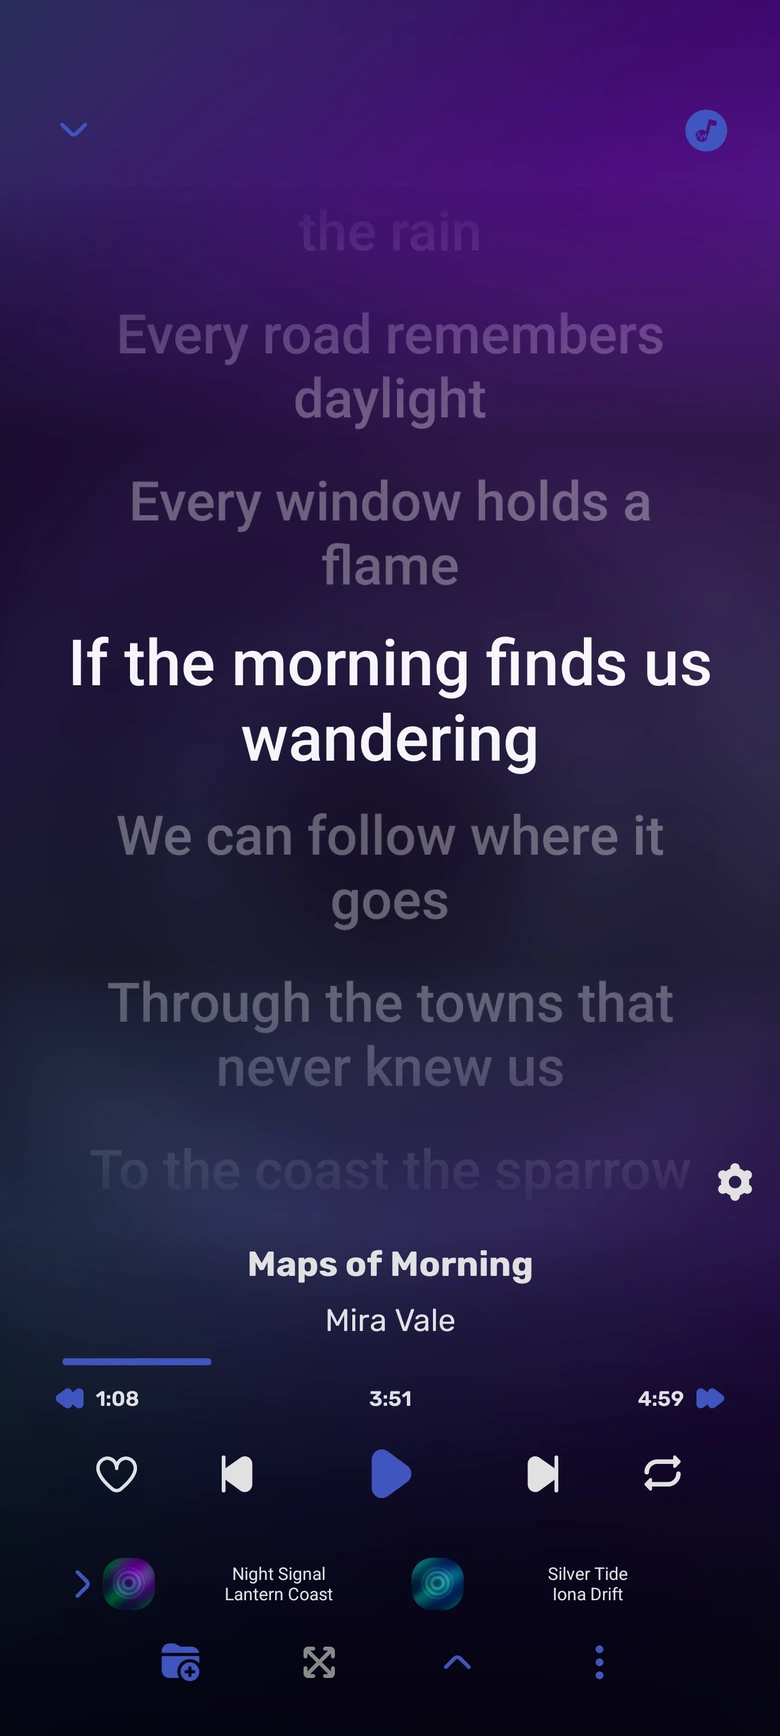 the rain
Every road remembers
daylight
Every window holds a
flame
If the morning finds us
wandering
We can follow where it
goes
Through the towns that
never knew us
To the coast the sparrow
Maps of Morning
Mira Vale
1:08 3:51 4:59
Night Signal Silver Tide
Lantern Coast Iona Drift